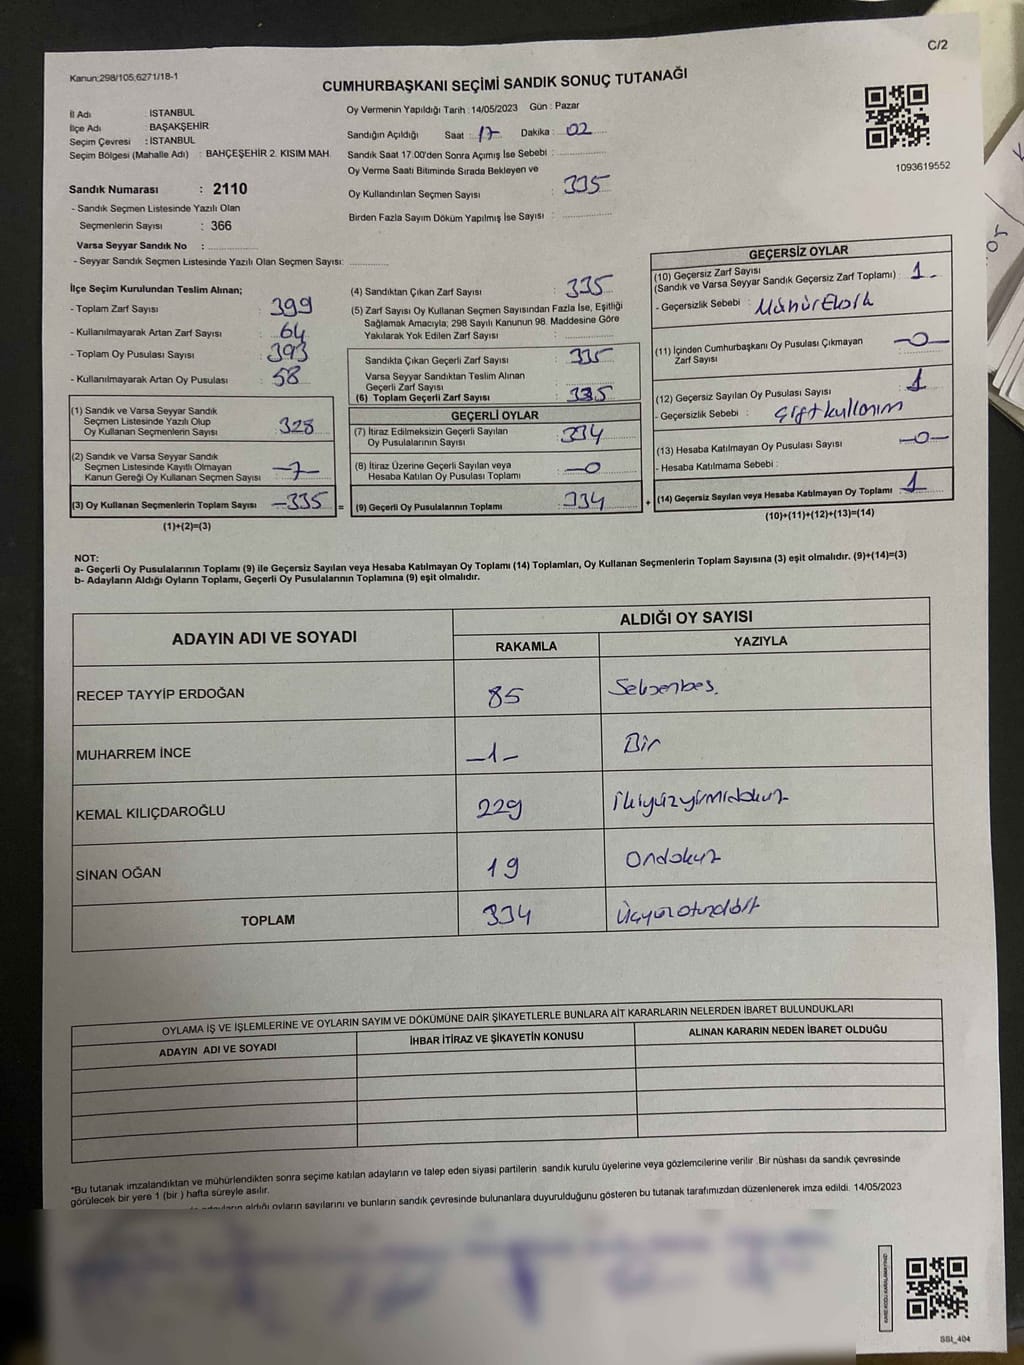 C/2
Kanun;298/105;6271/18-1
CUMHURBAŞKANI SEÇİMİ SANDIK SONUÇ TUTANAĞI
İl Adı : İSTANBUL
İlçe Adı BAŞAKŞEHİR
Seçim Çevresi : İSTANBUL
Seçim Bölgesi (Mahalle Adı) : BAHÇEŞEHİR 2. KISIM MAH.
Sandık Numarası : 2110
- Sandık Seçmen Listesinde Yazılı Olan
Seçmenlerin Sayısı : 366
Varsa Seyyar Sandık No :
- Seyyar Sandık Seçmen Listesinde Yazılı Olan Seçmen Sayısı:
Oy Vermenin Yapıldığı Tarih : 14/05/2023 Gün : Pazar
Sandığın Açıldığı Saat : 17 Dakika : 02
Sandık Saat 17.00'den Sonra Açımış İse Sebebi :
Oy Verme Saati Bitiminde Sırada Bekleyen ve
Oy Kullandırılan Seçmen Sayısı : 335
Birden Fazla Sayım Döküm Yapılmış İse Sayısı :
1093619552
İlçe Seçim Kurulundan Teslim Alınan;
- Toplam Zarf Sayısı : 399
- Kullanılmayarak Artan Zarf Sayısı : 64
- Toplam Oy Pusulası Sayısı : 393
- Kullanılmayarak Artan Oy Pusulası : 58
(1) Sandık ve Varsa Seyyar Sandık
Seçmen Listesinde Yazılı Olup
Oy Kullanan Seçmenlerin Sayısı : 328
(2) Sandık ve Varsa Seyyar Sandık
Seçmen Listesinde Kayıtlı Olmayan
Kanun Gereği Oy Kullanan Seçmen Sayısı : -7-
(3) Oy Kullanan Seçmenlerin Toplam Sayısı : -335 =
(1)+(2)=(3)
(4) Sandıktan Çıkan Zarf Sayısı : 335
(5) Zarf Sayısı Oy Kullanan Seçmen Sayısından Fazla İse, Eşitliği
Sağlamak Amacıyla; 298 Sayılı Kanunun 98. Maddesine Göre
Yakılarak Yok Edilen Zarf Sayısı :
Sandıkta Çıkan Geçerli Zarf Sayısı : 335
Varsa Seyyar Sandıktan Teslim Alınan
Geçerli Zarf Sayısı :
(6) Toplam Geçerli Zarf Sayısı : 335
GEÇERLİ OYLAR
(7) İtiraz Edilmeksizin Geçerli Sayılan
Oy Pusulalarının Sayısı : 334
(8) İtiraz Üzerine Geçerli Sayılan veya
Hesaba Katılan Oy Pusulası Toplamı : -0
(9) Geçerli Oy Pusulalarının Toplamı : 334 +
GEÇERSİZ OYLAR
(10) Geçersiz Zarf Sayısı
(Sandık ve Varsa Seyyar Sandık Geçersiz Zarf Toplamı) : 1-
- Geçersizlik Sebebi : Mühür Eksik
(11) İçinden Cumhurbaşkanı Oy Pusulası Çıkmayan
Zarf Sayısı : -0-
(12) Geçersiz Sayılan Oy Pusulası Sayısı : 1
- Geçersizlik Sebebi : Çift kullanım
(13) Hesaba Katılmayan Oy Pusulası Sayısı : -0-
- Hesaba Katılmama Sebebi :
(14) Geçersiz Sayılan veya Hesaba Katılmayan Oy Toplamı : 1
(10)+(11)+(12)+(13)=(14)
NOT:
a- Geçerli Oy Pusulalarının Toplamı (9) ile Geçersiz Sayılan veya Hesaba Katılmayan Oy Toplamı (14) Toplamları, Oy Kullanan Seçmenlerin Toplam Sayısına (3) eşit olmalıdır. (9)+(14)=(3)
b- Adayların Aldığı Oyların Toplamı, Geçerli Oy Pusulalarının Toplamına (9) eşit olmalıdır.
ADAYIN ADI VE SOYADI ALDIĞI OY SAYISI
RAKAMLA YAZIYLA
RECEP TAYYİP ERDOĞAN 85 Seksenbeş.
MUHARREM İNCE -1- Bir
KEMAL KILIÇDAROĞLU 229 ikiyüzyirmidokuz
SİNAN OĞAN 19 Ondokuz
TOPLAM 334 Üçyüzotuzdört
OYLAMA İŞ VE İŞLEMLERİNE VE OYLARIN SAYIM VE DÖKÜMÜNE DAİR ŞİKAYETLERLE BUNLARA AİT KARARLARIN NELERDEN İBARET BULUNDUKLARI
ADAYIN ADI VE SOYADI İHBAR İTİRAZ VE ŞİKAYETİN KONUSU ALINAN KARARIN NEDEN İBARET OLDUĞU
*Bu tutanak imzalandıktan ve mühürlendikten sonra seçime katılan adayların ve talep eden siyasi partilerin sandık kurulu üyelerine veya gözlemcilerine verilir .Bir nüshası da sandık çevresinde
görülecek bir yere 1 (bir ) hafta süreyle asılır.
adayların aldığı oyların sayılarını ve bunların sandık çevresinde bulunanlara duyurulduğunu gösteren bu tutanak tarafımızdan düzenlenerek imza edildi. 14/05/2023
KARE KODU KARALAMAYINIZ!
SSI_404